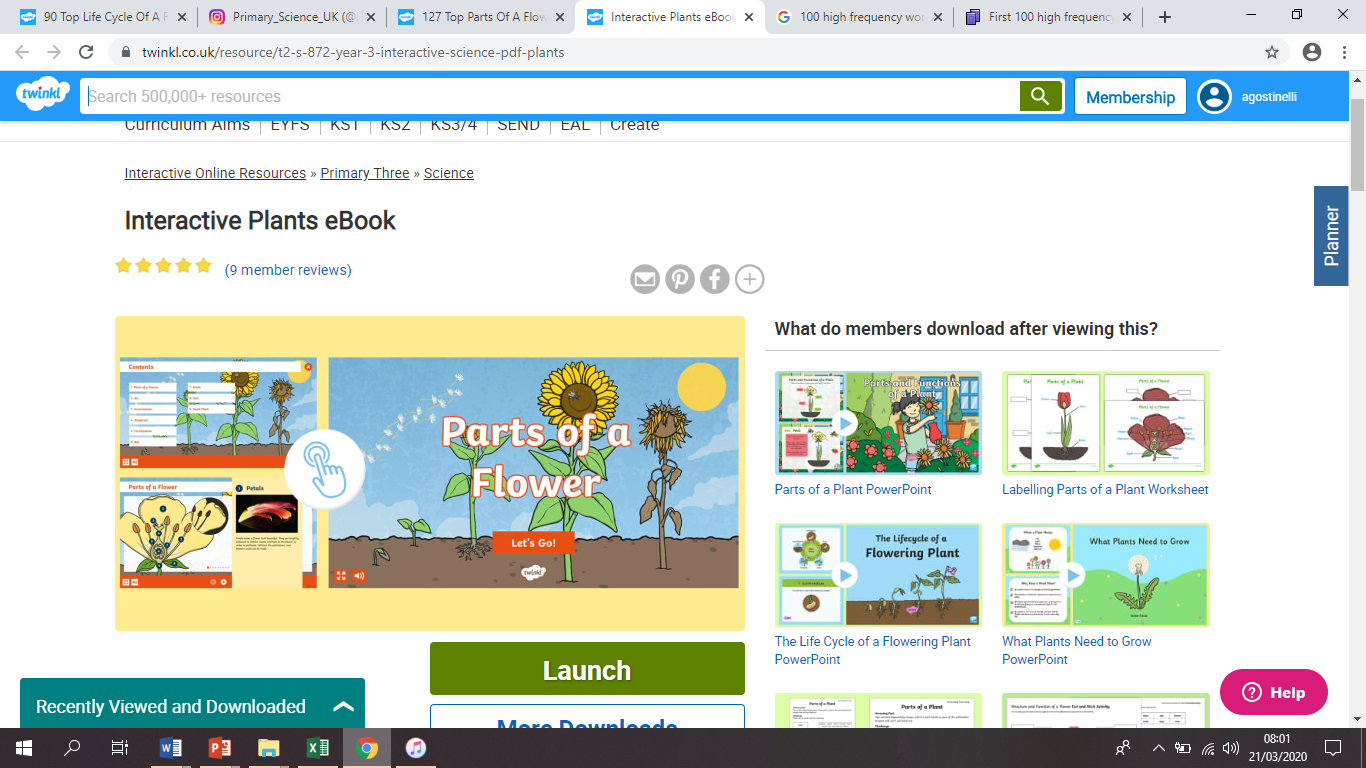 90 Top Life Cycle Of A F
Primary_Science_UK (@
127 Top Parts Of A Flow
Interactive Plants eBook
100 high frequency wor
First 100 high frequency
twinkl.co.uk/resource/t2-s-872-year-3-interactive-science-pdf-plants
twinkl
Search 500,000+ resources
Membership
agostinelli
Curriculum Aims | EYFS | KS1 | KS2 | KS3/4 | SEND | EAL | Create
Interactive Online Resources » Primary Three » Science
Interactive Plants eBook
(9 member reviews)
Planner
What do members download after viewing this?
Contents
Parts of a Flower
Petals
Parts of a
Flower
Let's Go!
twinkl
Parts and Functions
of a Plant
Parts of a Plant PowerPoint
Parts of a Plant
Parts of a Flower
Labelling Parts of a Plant Worksheet
The Lifecycle of a
Flowering Plant
The Life Cycle of a Flowering Plant
PowerPoint
What Plants Need to Grow
What Plants Need to Grow
PowerPoint
Launch
More Downloads
Parts of a Plant
Parts of a Plant
Recently Viewed and Downloaded
Help
08:01
21/03/2020